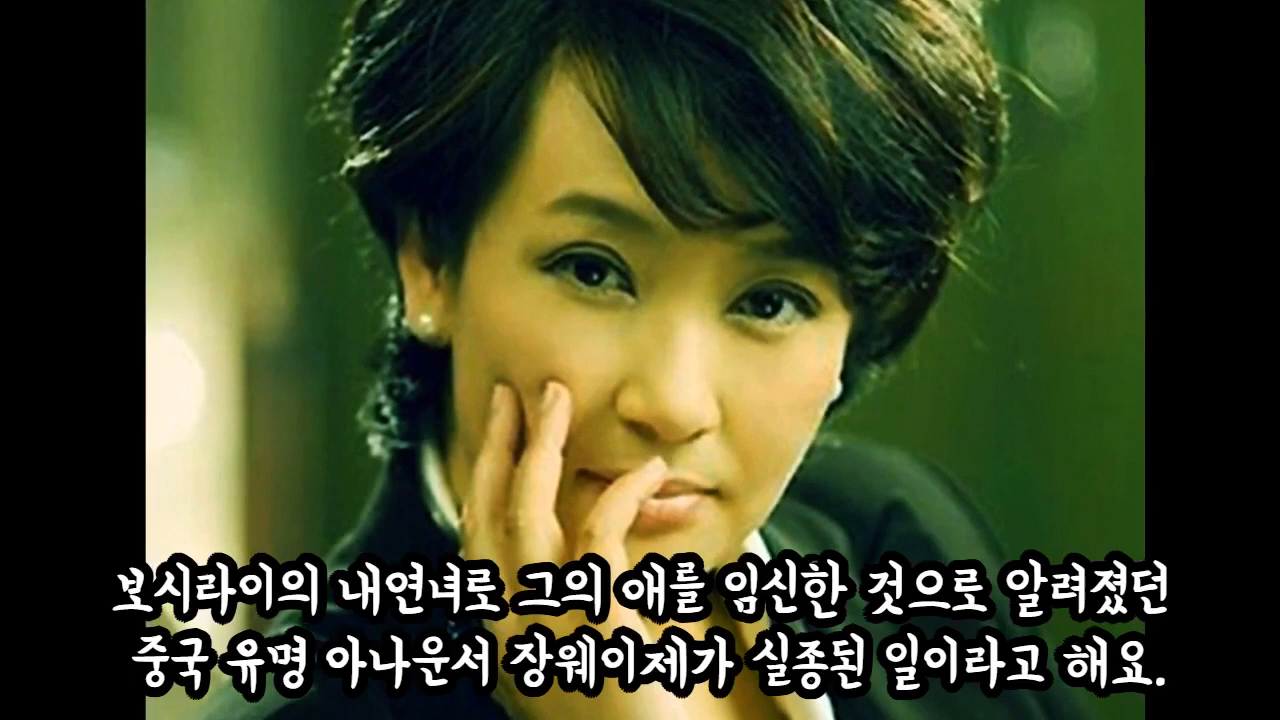 보시라이의 내연녀로 그의 애를 임신한 것으로 알려졌던
중국 유명 아나운서 장웨이제가 실종된 일이라고 해요.